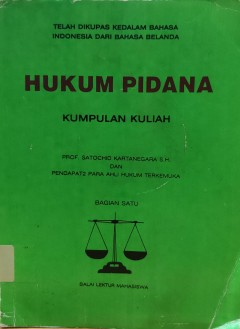 TELAH DIKUPAS KEDALAM BAHASA
INDONESIA DARI BAHASA BELANDA
HUKUM PIDANA
KUMPULAN KULIAH
PROF. SATOCHID KARTANEGARA S.H.
DAN
PENDAPAT2 PARA AHLI HUKUM TERKEMUKA
BAGIAN SATU
BALAI LEKTUR MAHASISWA